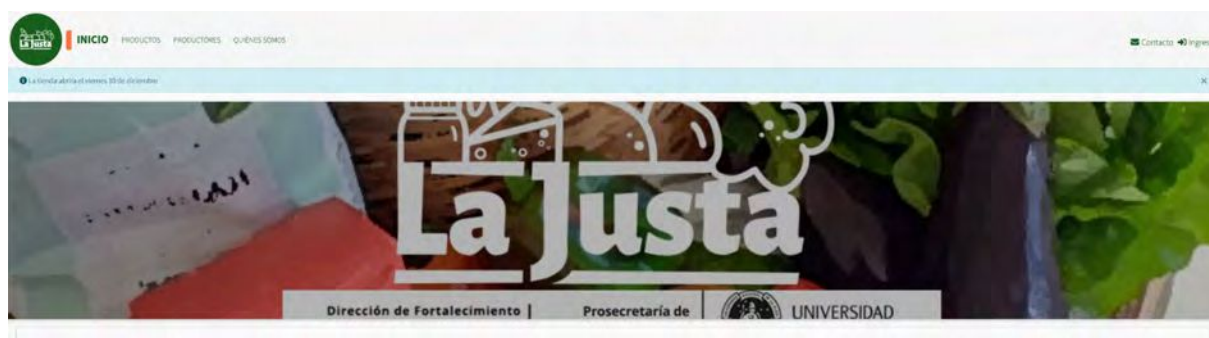 La Justa
INICIO PRODUCTOS PRODUCTORES QUIÉNES SOMOS
Contacto
La tienda abrirá el viernes 10 de diciembre
La Justa
Dirección de Fortalecimiento | Prosecretaría de
UNIVERSIDAD